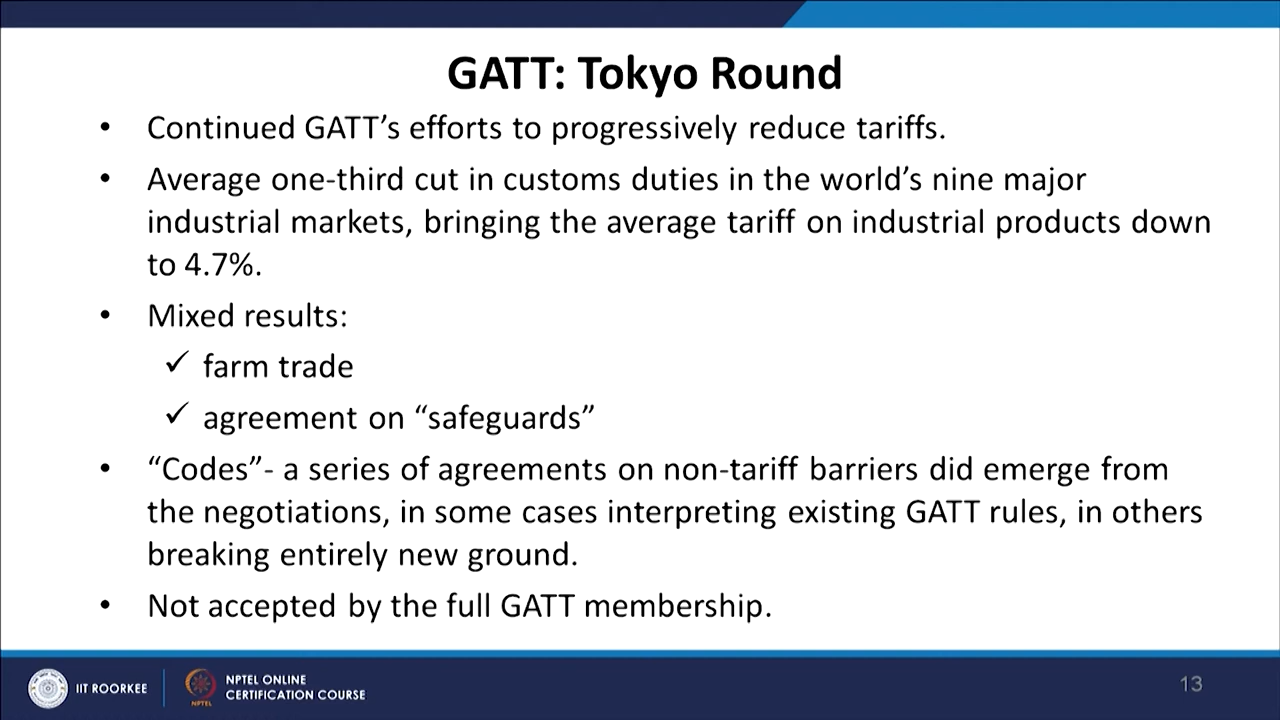 GATT: Tokyo Round
• Continued GATT’s efforts to progressively reduce tariffs.
• Average one-third cut in customs duties in the world’s nine major
industrial markets, bringing the average tariff on industrial products down
to 4.7%.
• Mixed results:
✓ farm trade
✓ agreement on “safeguards”
• “Codes”- a series of agreements on non-tariff barriers did emerge from
the negotiations, in some cases interpreting existing GATT rules, in others
breaking entirely new ground.
• Not accepted by the full GATT membership.
IIT ROORKEE
NPTEL
NPTEL ONLINE
CERTIFICATION COURSE
13